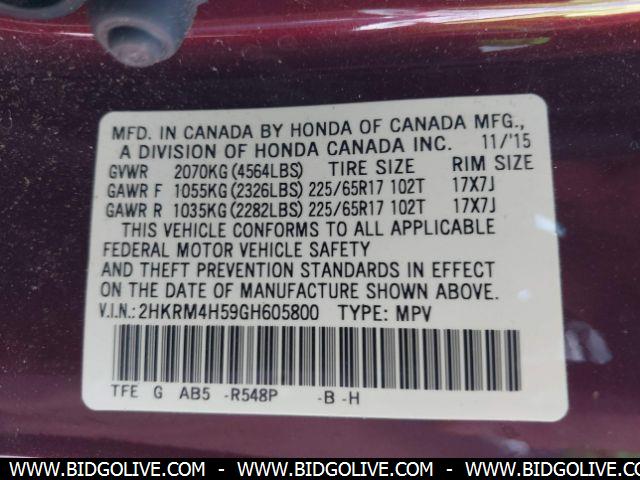 MFD. IN CANADA BY HONDA OF CANADA MFG.,
A DIVISION OF HONDA CANADA INC. 11/'15
GVWR 2070KG (4564LBS) TIRE SIZE RIM SIZE
GAWR F 1055KG (2326LBS) 225/65R17 102T 17X7J
GAWR R 1035KG (2282LBS) 225/65R17 102T 17X7J
THIS VEHICLE CONFORMS TO ALL APPLICABLE
FEDERAL MOTOR VEHICLE SAFETY
AND THEFT PREVENTION STANDARDS IN EFFECT
ON THE DATE OF MANUFACTURE SHOWN ABOVE.
V.I.N.: 2HKRM4H59GH605800 TYPE: MPV
TFE G AB5 -R548P -B -H
WWW.BIDGOLIVE.COM - WWW.BIDGOLIVE.COM - WWW.BIDGOLIVE.COM